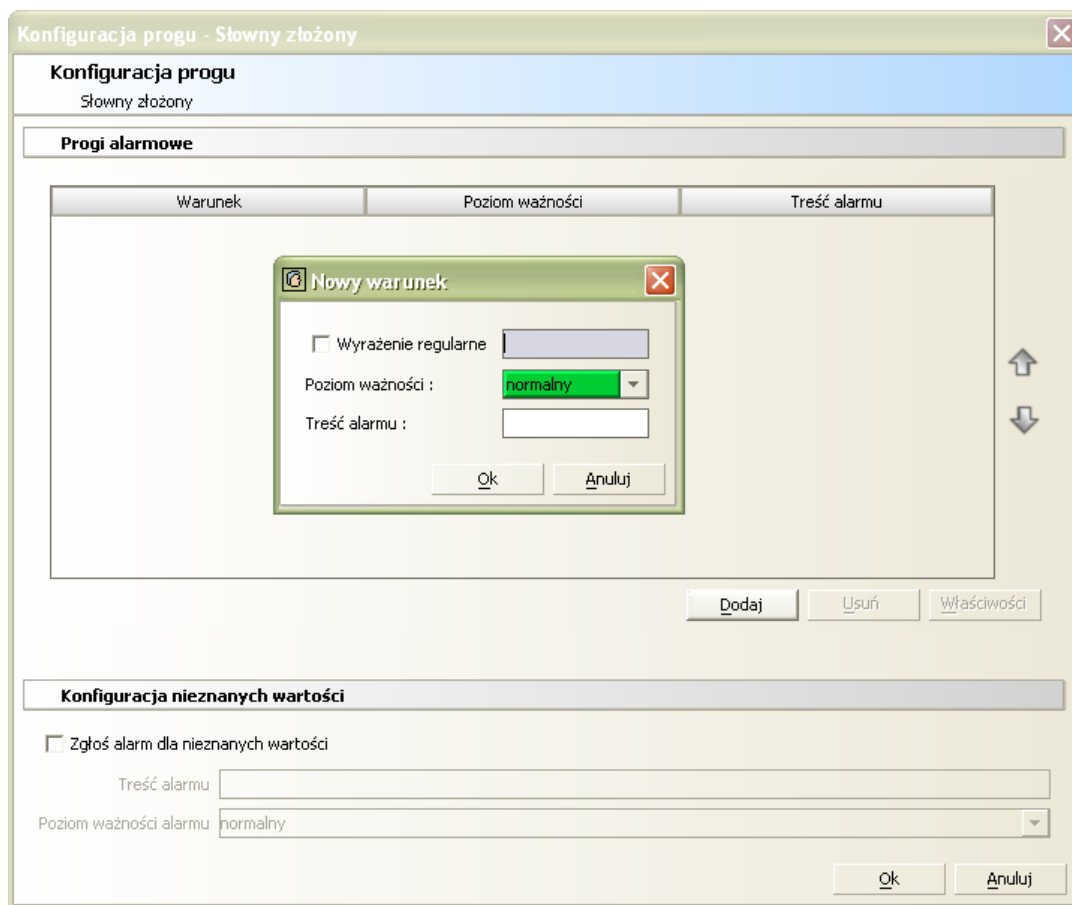 Konfiguracja progu - Słowny złożony
Konfiguracja progu
Słowny złożony
Progi alarmowe
Warunek Poziom ważności Treść alarmu
Nowy warunek
Wyrażenie regularne
Poziom ważności : normalny
Treść alarmu :
Ok Anuluj
Dodaj Usuń Właściwości
Konfiguracja nieznanych wartości
Zgłoś alarm dla nieznanych wartości
Treść alarmu
Poziom ważności alarmu normalny
Ok Anuluj